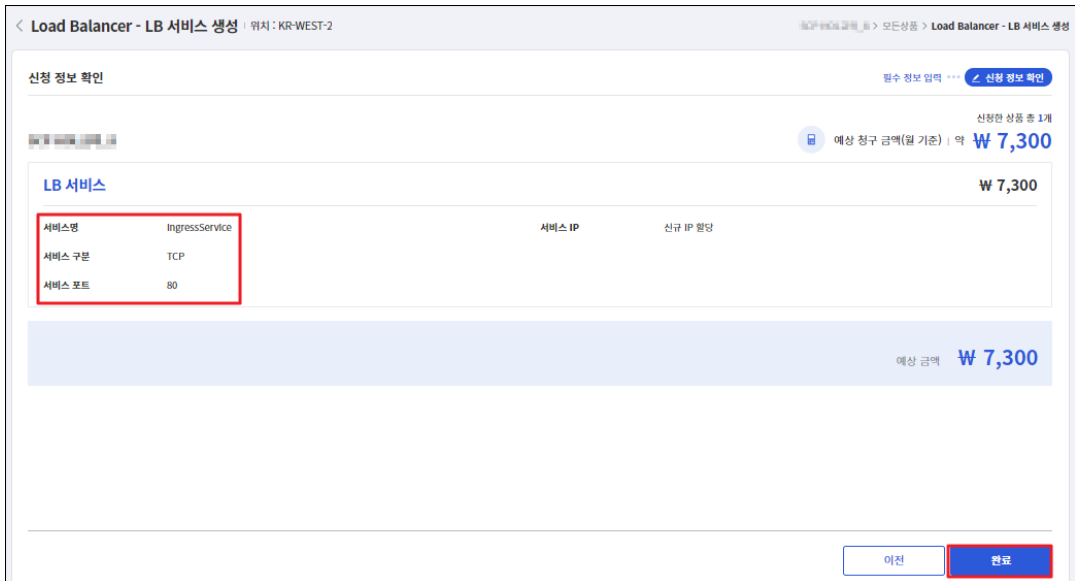 < Load Balancer - LB 서비스 생성 | 위치 : KR-WEST-2
> 모든상품 > Load Balancer - LB 서비스 생성
신청 정보 확인
필수 정보 입력 ··· 신청 정보 확인
신청한 상품 총 1개
예상 청구 금액(월 기준) | 약 ₩ 7,300
LB 서비스 ₩ 7,300
서비스명 IngressService 서비스 IP 신규 IP 할당
서비스 구분 TCP
서비스 포트 80
예상 금액 ₩ 7,300
이전 완료